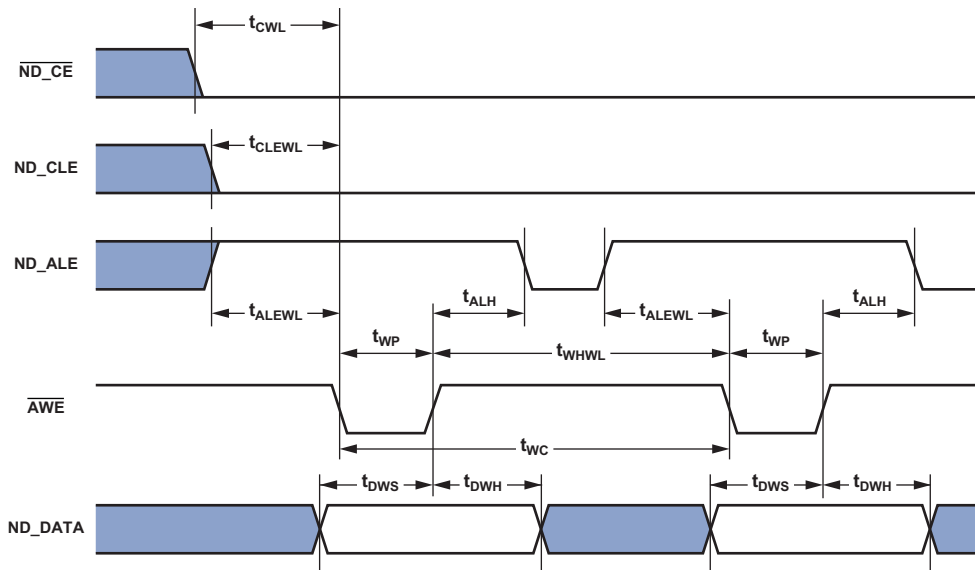 tCWL
ND_CE
tCLEWL
ND_CLE
ND_ALE
tALEWL
tALH
tALEWL
tALH
tWP
tWHWL
tWP
AWE
tWC
tDWS
tDWH
tDWS
tDWH
ND_DATA